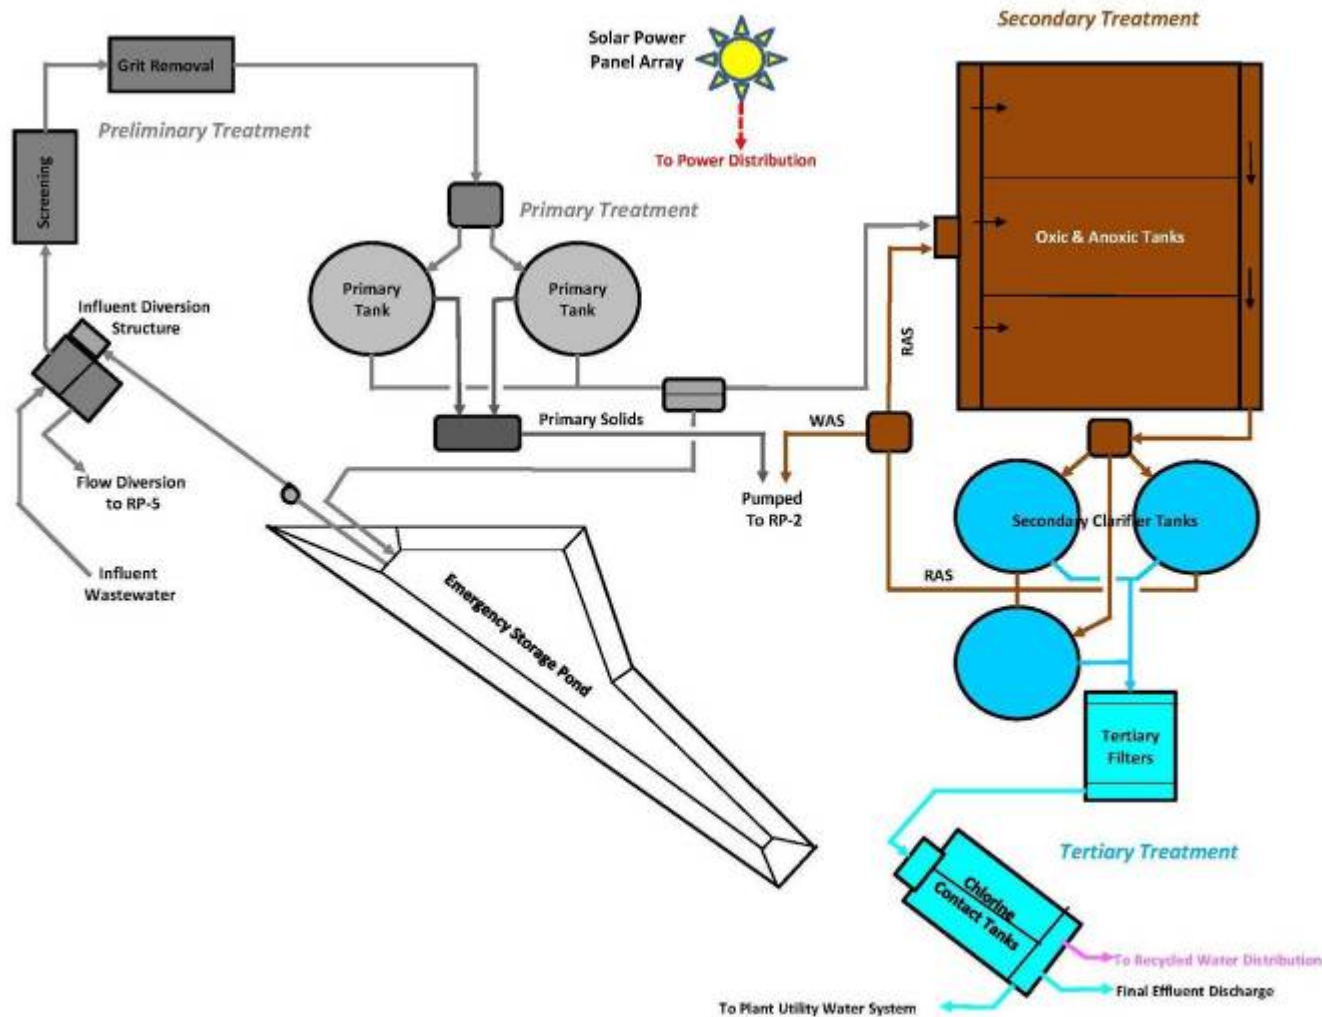 Secondary Treatment
Solar Power
Panel Array
Grit Removal
Preliminary Treatment
To Power Distribution
Screening
Primary Treatment
Oxic & Anoxic Tanks
Primary
Tank
Primary
Tank
Influent Diversion
Structure
RAS
Primary Solids
WAS
Flow Diversion
to RP-5
Pumped
To RP-2
Secondary Clarifier Tanks
Influent
Wastewater
RAS
Emergency Storage Pond
Tertiary
Filters
Tertiary Treatment
Chlorine
Contact Tanks
To Recycled Water Distribution
Final Effluent Discharge
To Plant Utility Water System